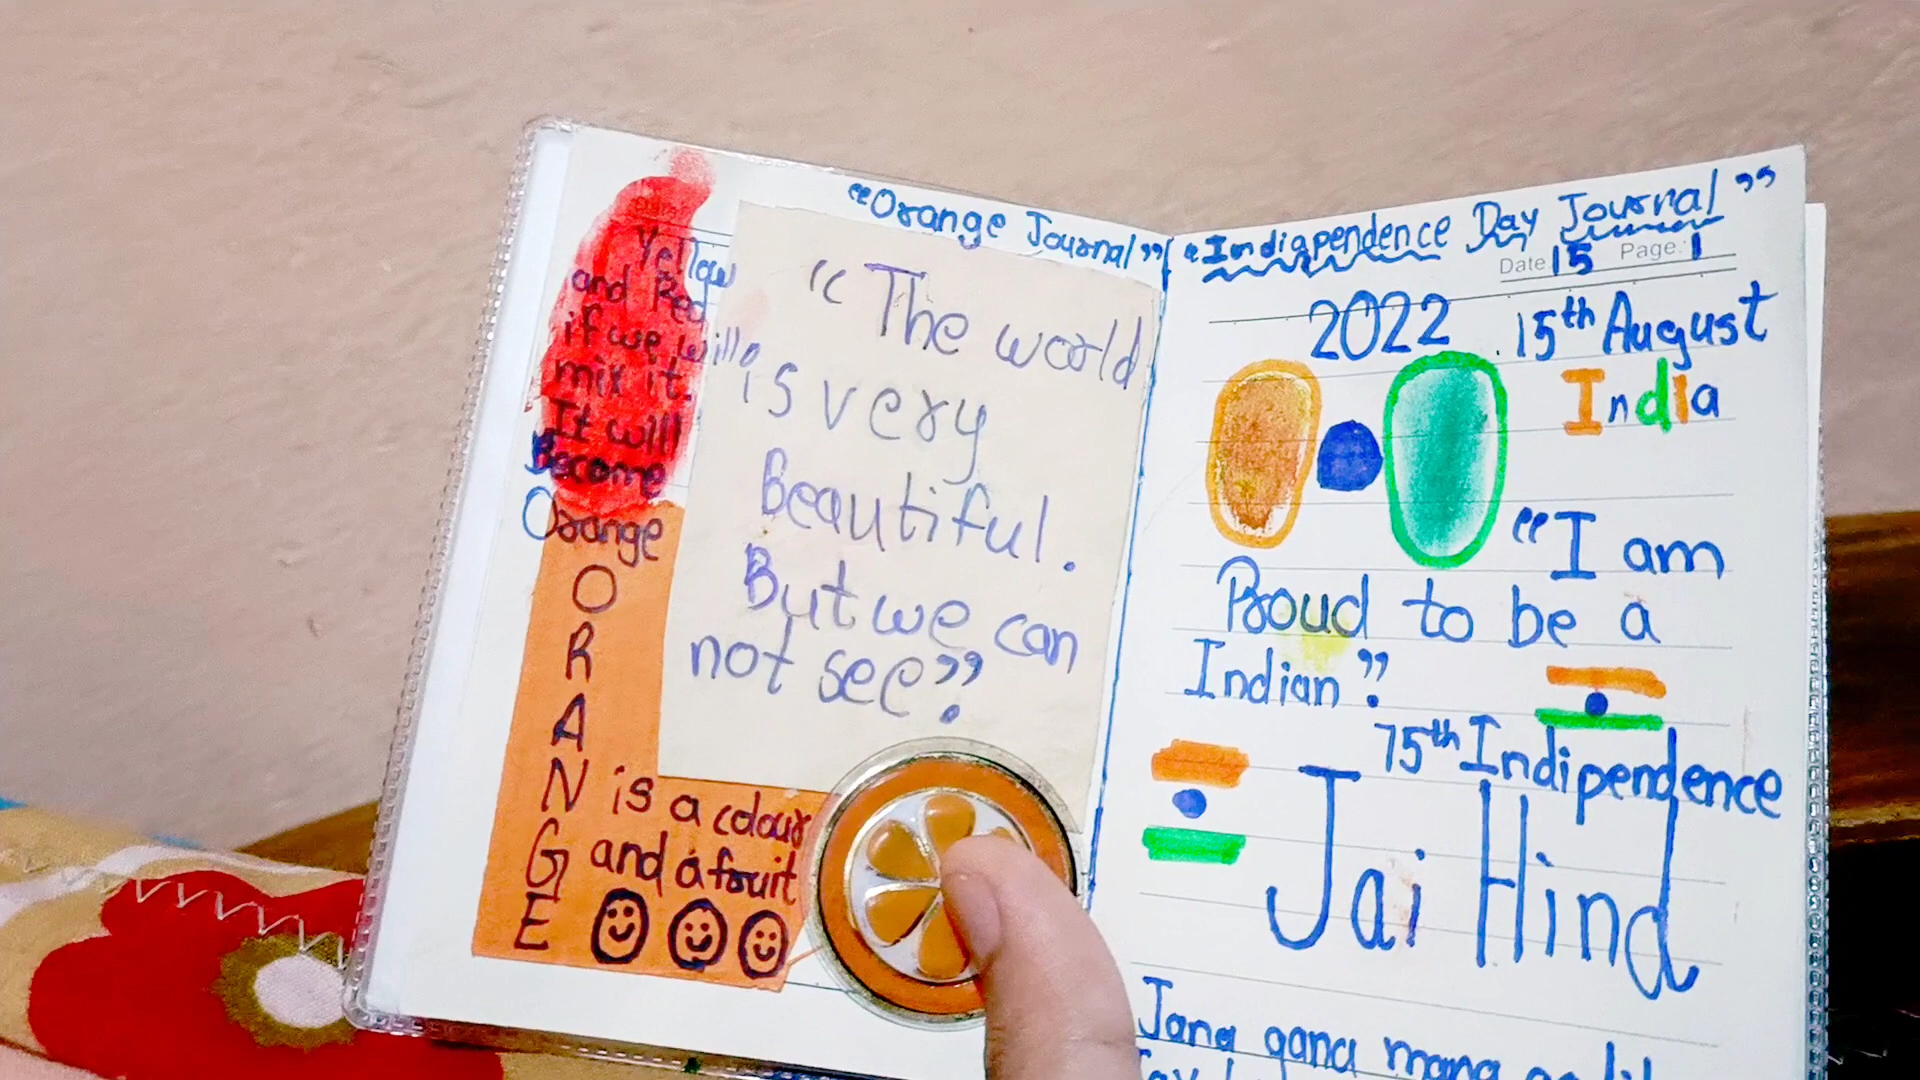 "Orange Journal"
Yellow
and Red
if we will
mix it.
It will
Become
Orange
O
R
A
N
G
E
is a colour
and a fruit
"The world
is very
Beautiful.
But we can
not see".
"Indiapendence Day Journal"
Date 15 Page: 1
2022 15th August
India
"I am
Proud to be a
Indian".
75th Indipendence
Jai Hind
Jana gana mana